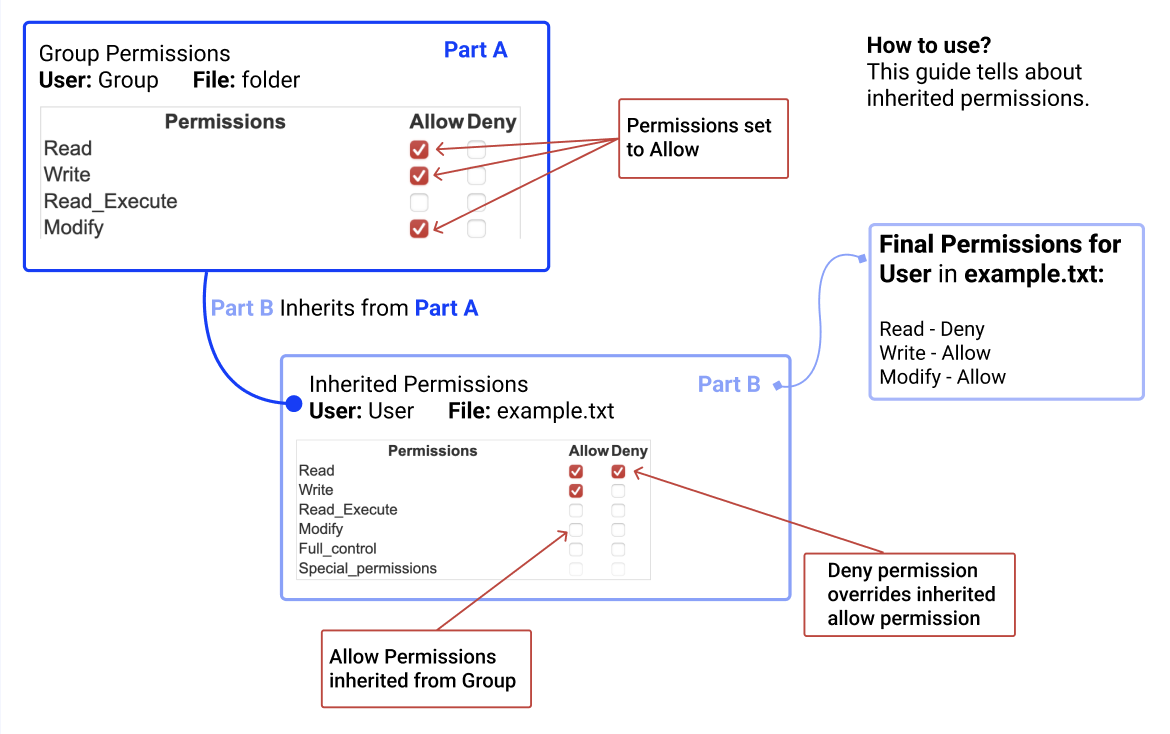 Group Permissions
Part A
User: Group File: folder
Permissions Allow Deny
Read
Write
Read_Execute
Modify
Permissions set
to Allow
How to use?
This guide tells about
inherited permissions.
Part B Inherits from Part A
Final Permissions for
User in example.txt:
Read - Deny
Write - Allow
Modify - Allow
Inherited Permissions
Part B
User: User File: example.txt
Permissions Allow Deny
Read
Write
Read_Execute
Modify
Full_control
Special_permissions
Deny permission
overrides inherited
allow permission
Allow Permissions
inherited from Group